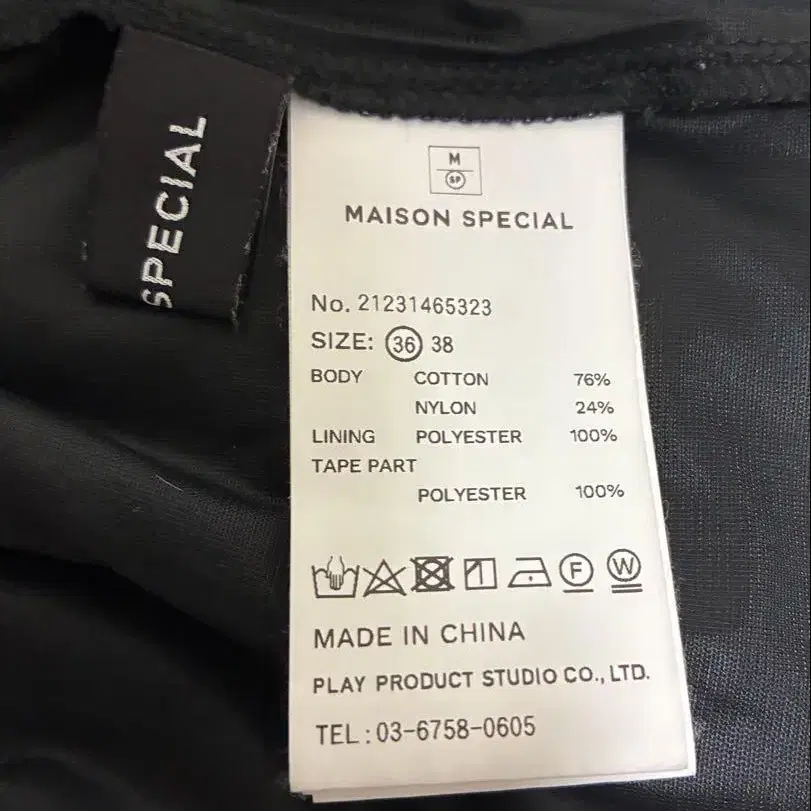 SPECIAL
M
SP
MAISON SPECIAL
No. 21231465323
SIZE: 36 38
BODY COTTON 76%
NYLON 24%
LINING POLYESTER 100%
TAPE PART
POLYESTER 100%
F W
MADE IN CHINA
PLAY PRODUCT STUDIO CO., LTD.
TEL : 03-6758-0605